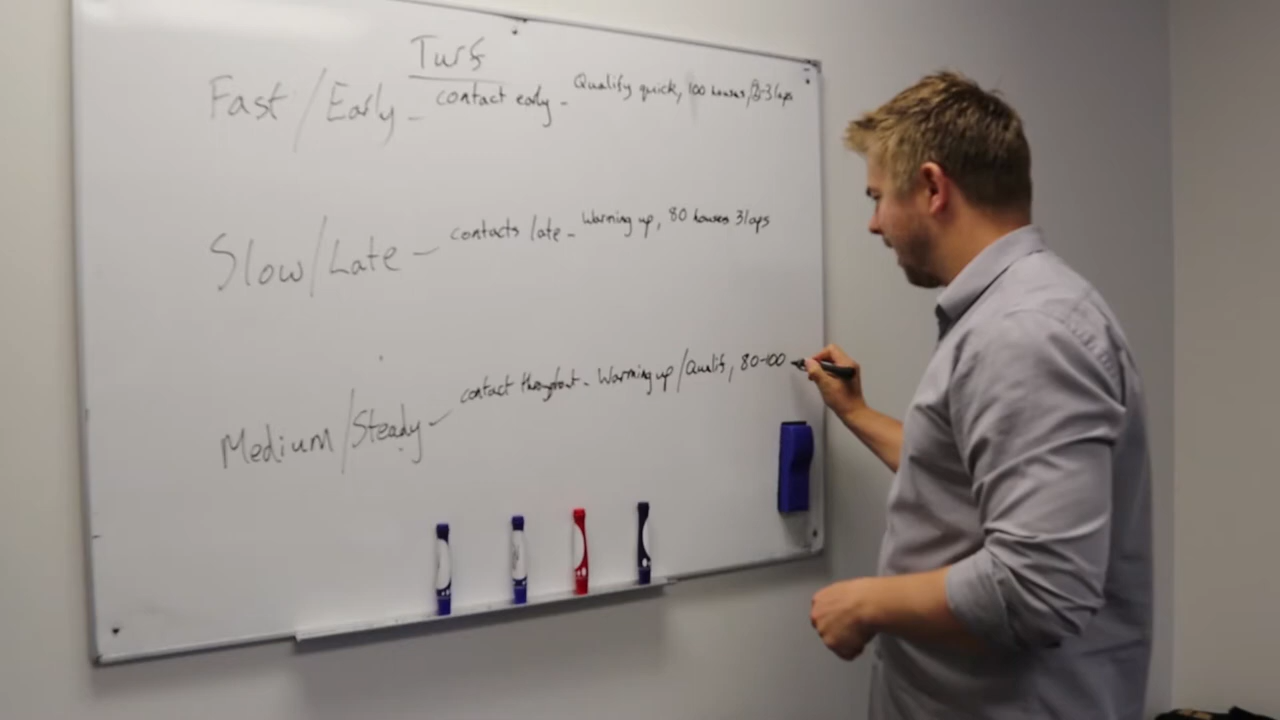 Turf
Fast / Early - contact early - Qualify quick, 100 houses / 2-3 laps
Slow / Late - contacts late - Warming up, 80 houses 3 laps
Medium / Steady - contact throughout - Warming up / Qualify, 80-100